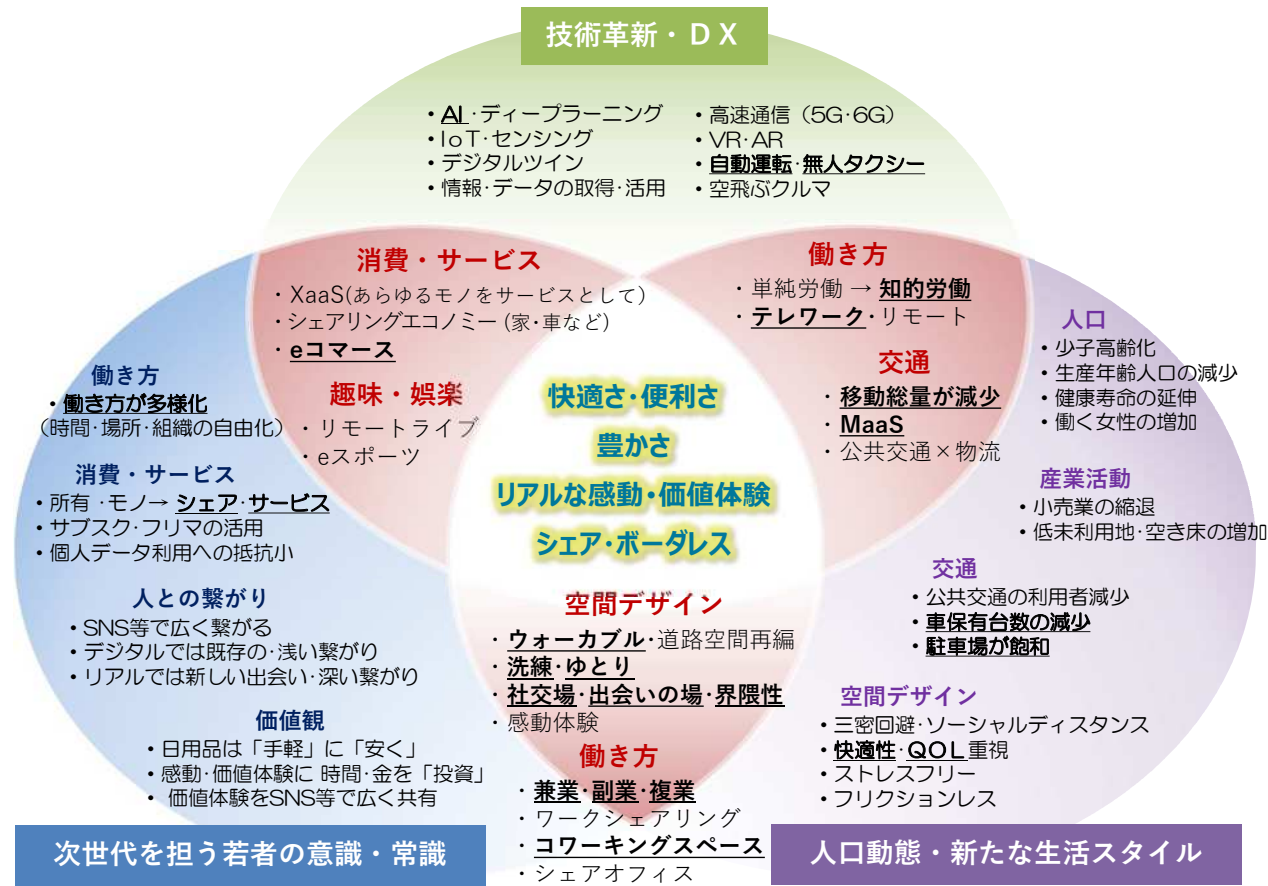 技術革新・ＤＸ
・AI・ディープラーニング
・IoT・センシング
・デジタルツイン
・情報・データの取得・活用
・高速通信（5G・6G）
・VR・AR
・自動運転・無人タクシー
・空飛ぶクルマ
消費・サービス
・XaaS(あらゆるモノをサービスとして)
・シェアリングエコノミー (家・車など)
・eコマース
趣味・娯楽
・リモートライブ
・eスポーツ
働き方
・単純労働 → 知的労働
・テレワーク・リモート
交通
・移動総量が減少
・MaaS
・公共交通×物流
快適さ・便利さ
豊かさ
リアルな感動・価値体験
シェア・ボーダレス
働き方
・働き方が多様化
（時間・場所・組織の自由化）
消費・サービス
・所有・モノ→ シェア・サービス
・サブスク・フリマの活用
・個人データ利用への抵抗小
人との繋がり
・SNS等で広く繋がる
・デジタルでは既存の・浅い繋がり
・リアルでは新しい出会い・深い繋がり
価値観
・日用品は「手軽」に「安く」
・感動・価値体験に 時間・金を「投資」
・価値体験をSNS等で広く共有
次世代を担う若者の意識・常識
空間デザイン
・ウォーカブル・道路空間再編
・洗練・ゆとり
・社交場・出会いの場・界隈性
・感動体験
働き方
・兼業・副業・複業
・ワークシェアリング
・コワーキングスペース
・シェアオフィス
人口
・少子高齢化
・生産年齢人口の減少
・健康寿命の延伸
・働く女性の増加
産業活動
・小売業の縮退
・低未利用地・空き床の増加
交通
・公共交通の利用者減少
・車保有台数の減少
・駐車場が飽和
空間デザイン
・三密回避・ソーシャルディスタンス
・快適性・QOL重視
・ストレスフリー
・フリクションレス
人口動態・新たな生活スタイル